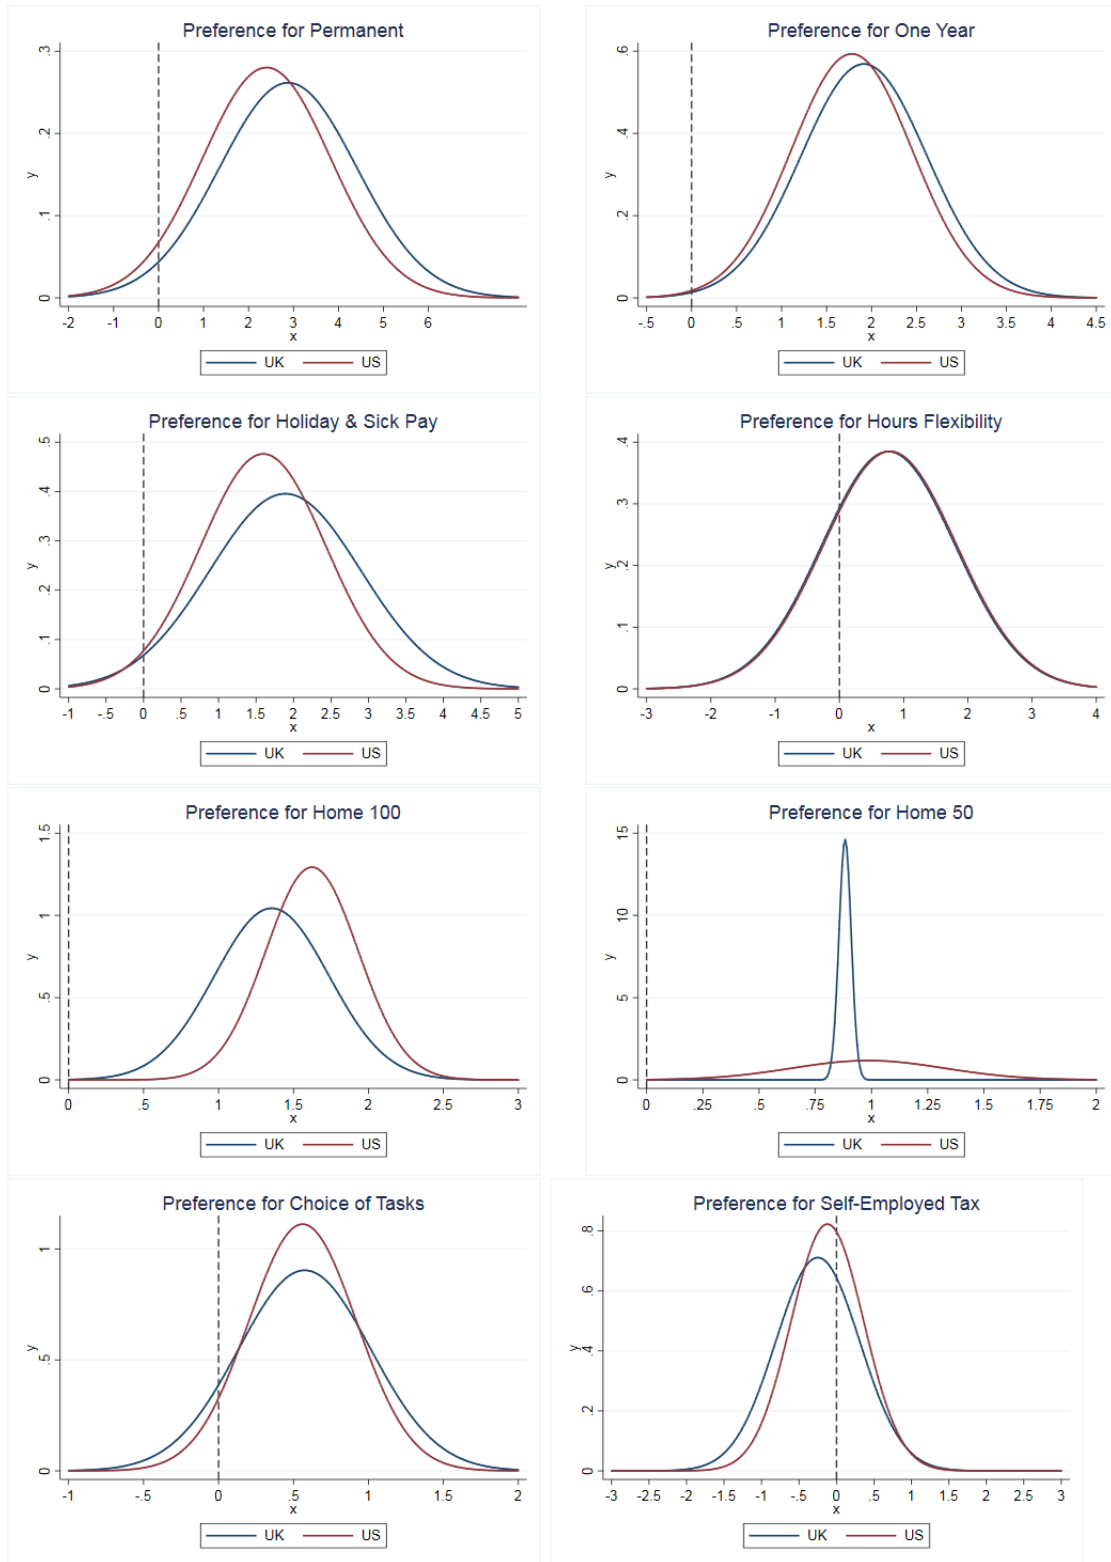 Preference for Permanent
.3
.2
y
.1
0
-2 -1 0 1 2 3 4 5 6
x
UK US
Preference for One Year
.6
.4
y
.2
0
-.5 0 .5 1 1.5 2 2.5 3 3.5 4 4.5
x
UK US
Preference for Holiday & Sick Pay
.5
.4
.3
y
.2
.1
0
-1 -.5 0 .5 1 1.5 2 2.5 3 3.5 4 4.5 5
x
UK US
Preference for Hours Flexibility
.4
.3
y
.2
.1
0
-3 -2 -1 0 1 2 3 4
x
UK US
Preference for Home 100
1.5
1
y
.5
0
0 .5 1 1.5 2 2.5 3
x
UK US
Preference for Home 50
15
10
y
5
0
0 .25 .5 .75 1 1.25 1.5 1.75 2
x
UK US
Preference for Choice of Tasks
1
y
.5
0
-1 -.5 0 .5 1 1.5 2
x
UK US
Preference for Self-Employed Tax
.8
.6
y
.4
.2
0
-3 -2.5 -2 -1.5 -1 -.5 0 .5 1 1.5 2 2.5 3
x
UK US